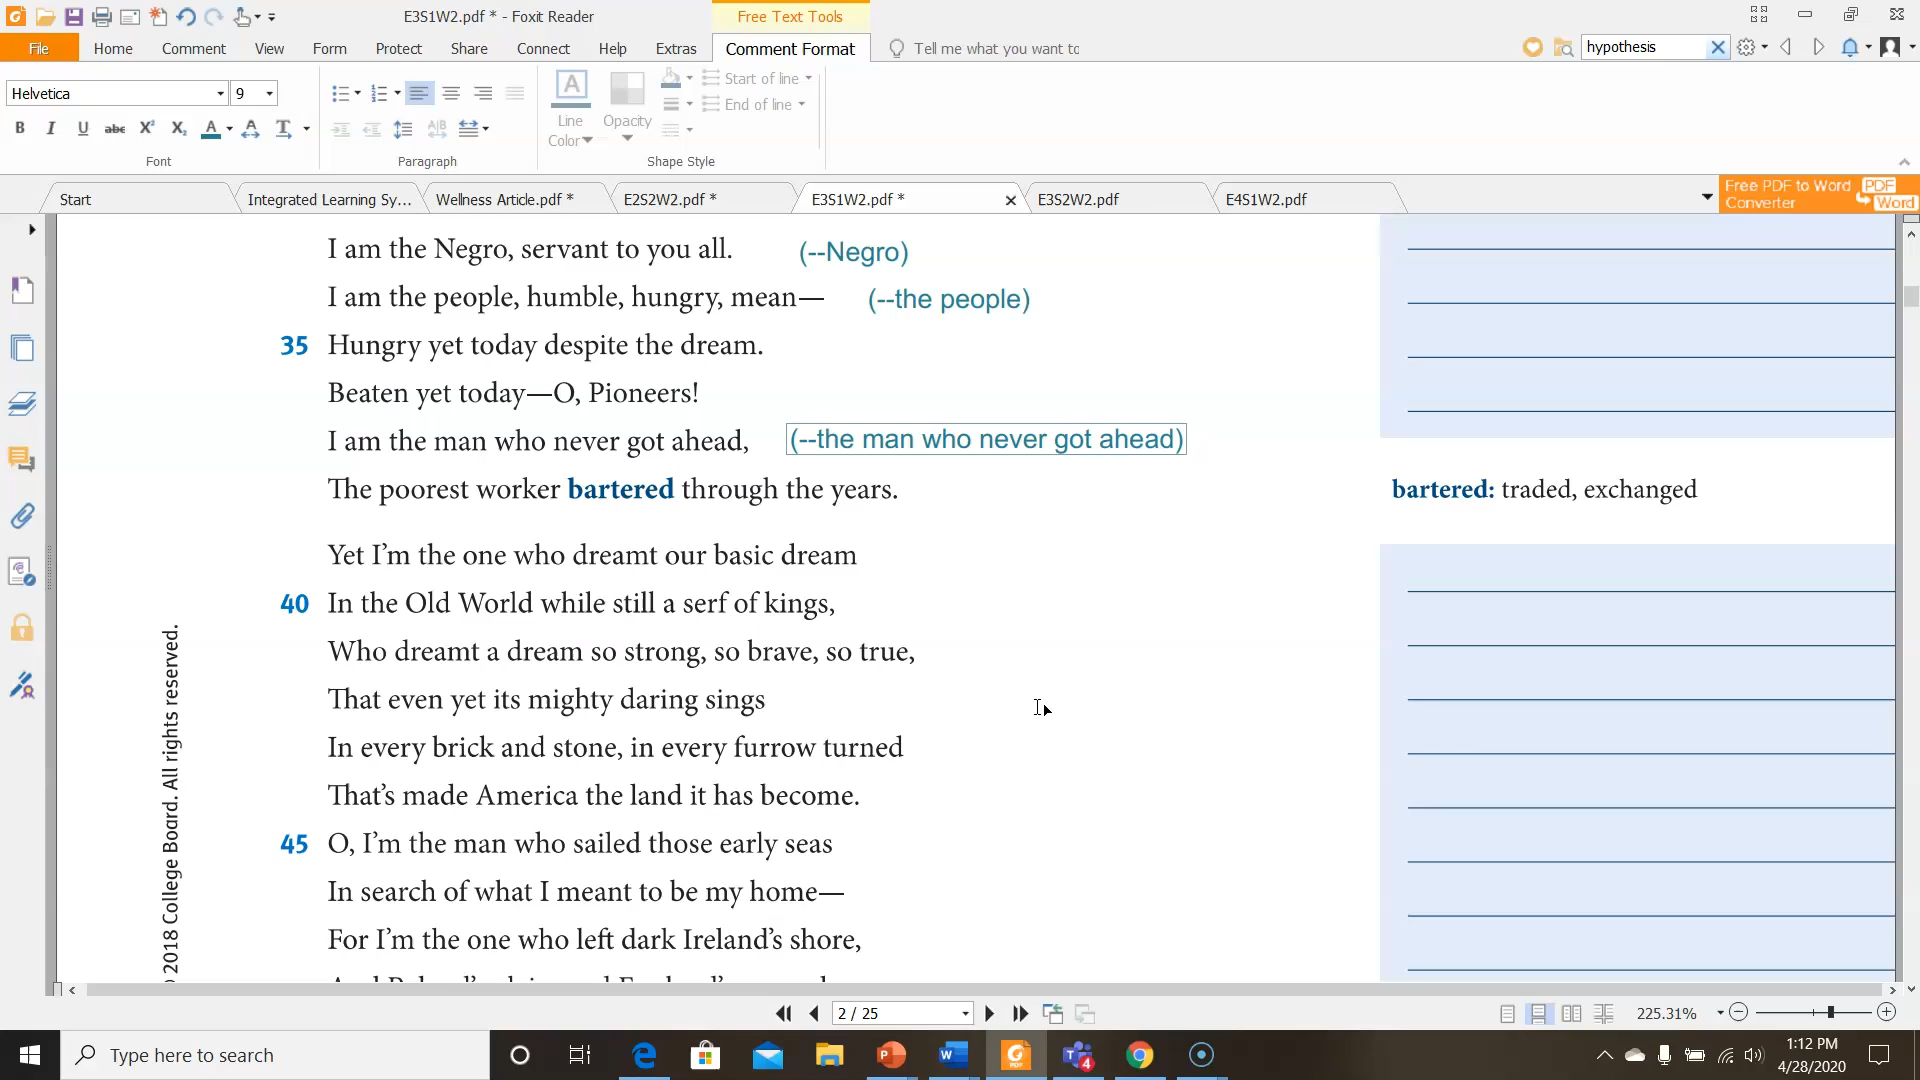 E3S1W2.pdf * - Foxit Reader
Free Text Tools
File Home Comment View Form Protect Share Connect Help Extras Comment Format Tell me what you want to
hypothesis
Helvetica 9
Start of line
End of line
Line Color
Opacity
Font Paragraph Shape Style
Start Integrated Learning Sy... Wellness Article.pdf * E2S2W2.pdf * E3S1W2.pdf * E3S2W2.pdf E4S1W2.pdf
Free PDF to Word Converter
PDF Word
I am the Negro, servant to you all. (--Negro)
I am the people, humble, hungry, mean— (--the people)
35 Hungry yet today despite the dream.
Beaten yet today—O, Pioneers!
I am the man who never got ahead, (--the man who never got ahead)
The poorest worker bartered through the years.
bartered: traded, exchanged
Yet I'm the one who dreamt our basic dream
40 In the Old World while still a serf of kings,
Who dreamt a dream so strong, so brave, so true,
That even yet its mighty daring sings
In every brick and stone, in every furrow turned
That's made America the land it has become.
45 O, I'm the man who sailed those early seas
In search of what I meant to be my home—
For I'm the one who left dark Ireland's shore,
2018 College Board. All rights reserved.
2 / 25
225.31%
Type here to search
4
1:12 PM
4/28/2020